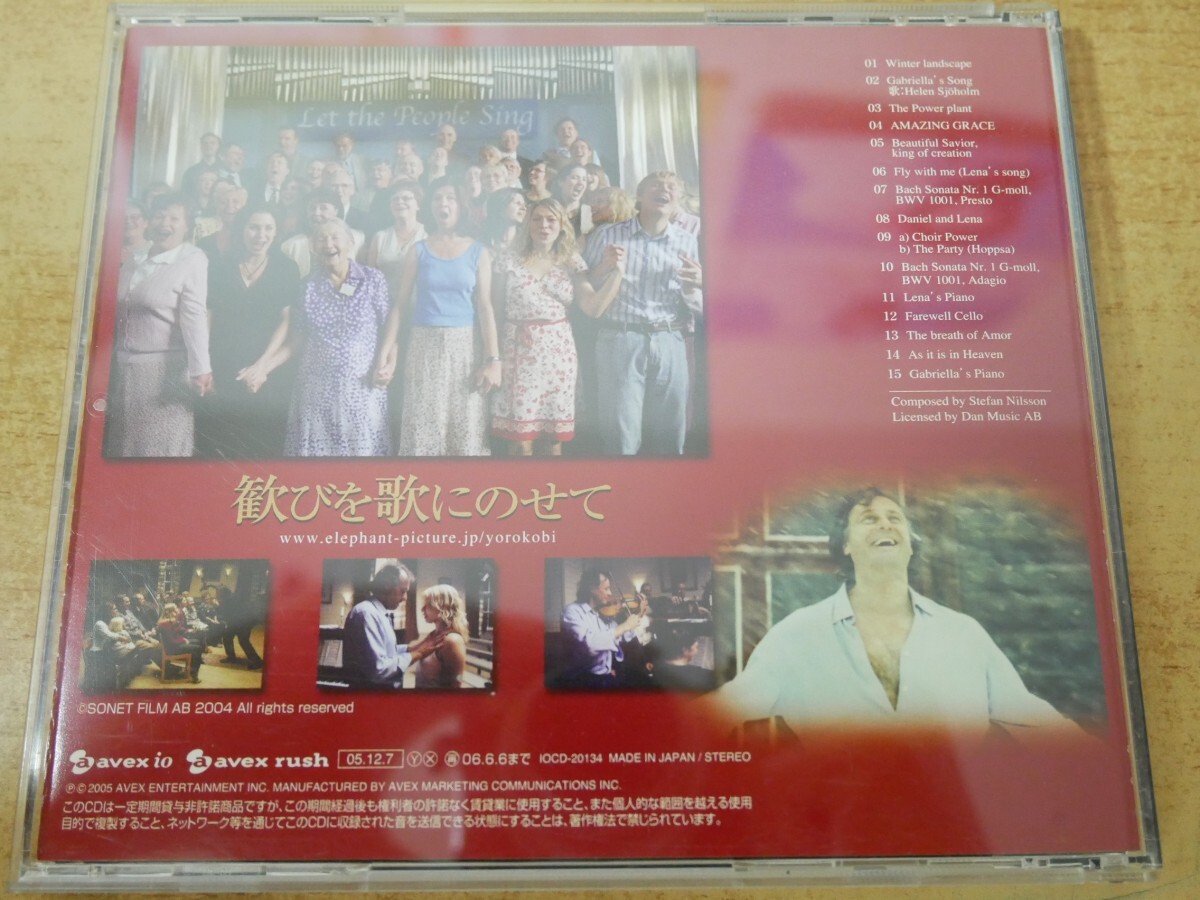 Let the People Sing
01 Winter landscape
02 Gabriella's Song
歌:Helen Sjöholm
03 The Power plant
04 AMAZING GRACE
05 Beautiful Savior,
king of creation
06 Fly with me (Lena's song)
07 Bach Sonata Nr. 1 G-moll,
BWV 1001, Presto
08 Daniel and Lena
09 a) Choir Power
b) The Party (Hoppsa)
10 Bach Sonata Nr. 1 G-moll,
BWV 1001, Adagio
11 Lena's Piano
12 Farewell Cello
13 The breath of Amor
14 As it is in Heaven
15 Gabriella's Piano
Composed by Stefan Nilsson
Licensed by Dan Music AB
歓びを歌にのせて
www.elephant-picture.jp/yorokobi
©SONET FILM AB 2004 All rights reserved
avex io avex rush 05.12.7 Ⓨ Ⓧ 再 06.6.6まで IOCD-20134 MADE IN JAPAN / STEREO
℗© 2005 AVEX ENTERTAINMENT INC. MANUFACTURED BY AVEX MARKETING COMMUNICATIONS INC.
このCDは一定期間貸与非許諾商品ですが、この期間経過後も権利者の許諾なく賃貸業に使用すること、また個人的な範囲を越える使用
目的で複製すること、ネットワーク等を通じてこのCDに収録された音を送信できる状態にすることは、著作権法で禁じられています。